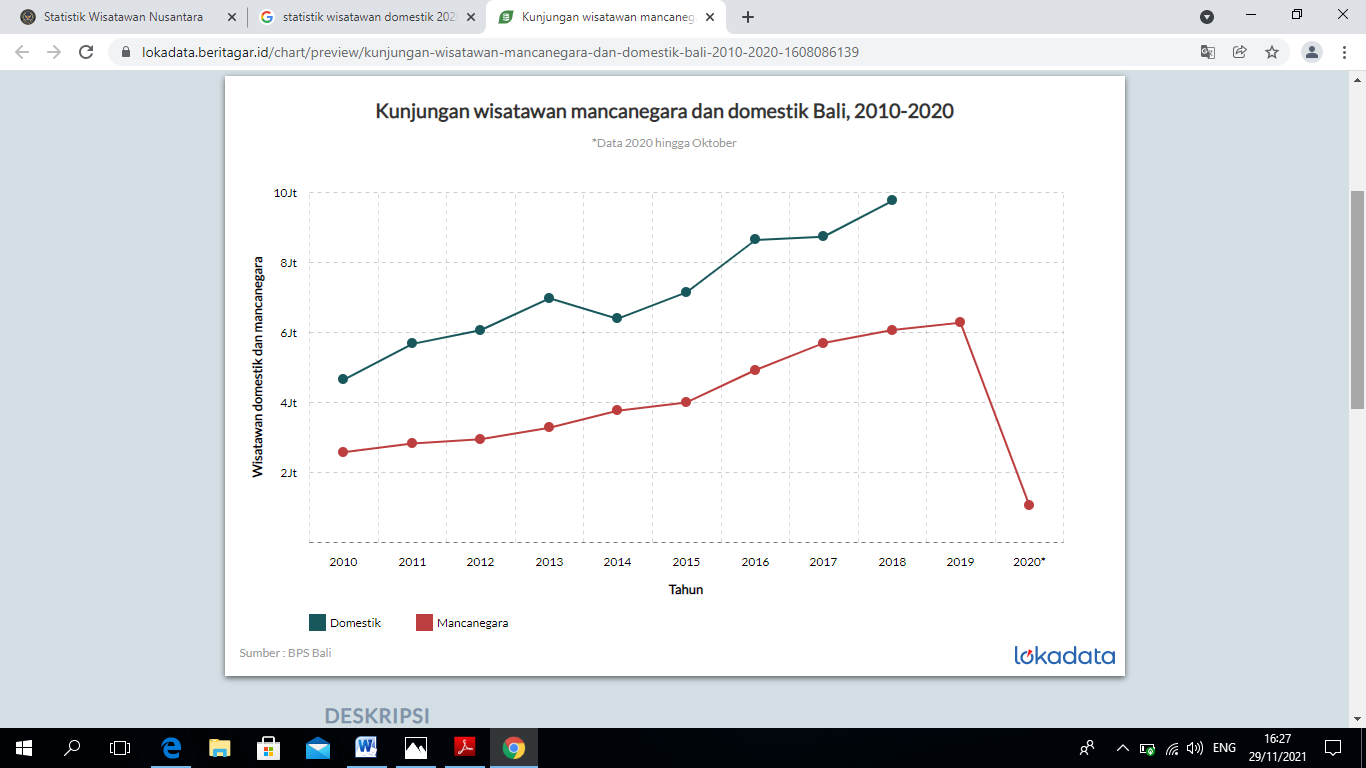 Statistik Wisatawan Nusantara
statistik wisatawan domestik 202
Kunjungan wisatawan mancaneg
lokadata.beritagar.id/chart/preview/kunjungan-wisatawan-mancanegara-dan-domestik-bali-2010-2020-1608086139
Kunjungan wisatawan mancanegara dan domestik Bali, 2010-2020
*Data 2020 hingga Oktober
Wisatawan domestik dan mancanegara
10Jt
8Jt
6Jt
4Jt
2Jt
2010 2011 2012 2013 2014 2015 2016 2017 2018 2019 2020*
Tahun
Domestik Mancanegara
Sumber : BPS Bali
lokadata
DESKRIPSI
ENG
16:27
29/11/2021